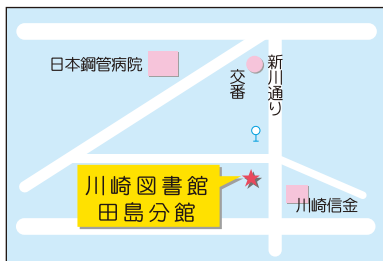 日本鋼管病院
交番
新川通り
川崎図書館
田島分館
川崎信金